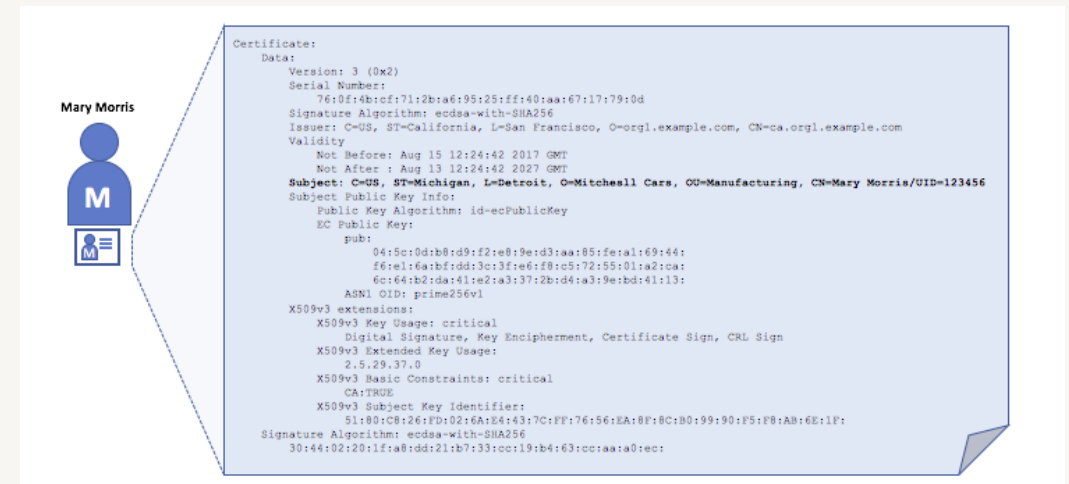 Mary Morris
M
M
Certificate:
Data:
Version: 3 (0x2)
Serial Number:
76:0f:4b:cf:71:2b:a6:95:25:ff:40:aa:67:17:79:0d
Signature Algorithm: ecdsa-with-SHA256
Issuer: C=US, ST=California, L=San Francisco, O=org1.example.com, CN=ca.org1.example.com
Validity
Not Before: Aug 15 12:24:42 2017 GMT
Not After : Aug 13 12:24:42 2027 GMT
Subject: C=US, ST=Michigan, L=Detroit, O=Mitchesll Cars, OU=Manufacturing, CN=Mary Morris/UID=123456
Subject Public Key Info:
Public Key Algorithm: id-ecPublicKey
EC Public Key:
pub:
04:5c:0d:b8:d9:f2:e8:9e:d3:aa:85:fe:a1:69:44:
f6:e1:6a:bf:dd:3c:3f:e6:f8:c5:72:55:01:a2:ca:
6c:64:b2:da:41:e2:a3:37:2b:d4:a3:9e:bd:41:13:
ASN1 OID: prime256v1
X509v3 extensions:
X509v3 Key Usage: critical
Digital Signature, Key Encipherment, Certificate Sign, CRL Sign
X509v3 Extended Key Usage:
2.5.29.37.0
X509v3 Basic Constraints: critical
CA:TRUE
X509v3 Subject Key Identifier:
51:80:C8:26:FD:02:6A:E4:43:7C:FF:76:56:EA:8F:8C:B0:99:90:F5:F8:AB:6E:1F:
Signature Algorithm: ecdsa-with-SHA256
30:44:02:20:1f:a8:dd:21:b7:33:cc:19:b4:63:cc:aa:a0:ec: